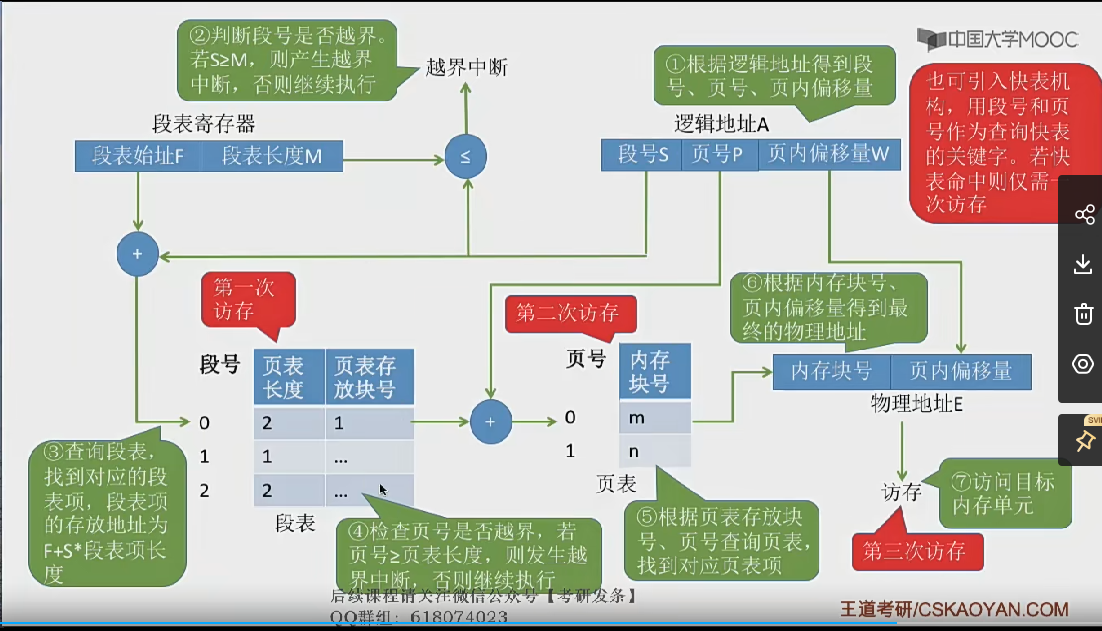 ②判断段号是否越界。
若S≥M，则产生越界
中断，否则继续执行
越界中断
①根据逻辑地址得到段
号、页号、页内偏移量
中国大学MOOC
也可引入快表机
构，用段号和页
号作为查询快表
的关键字。若快
表命中则仅需一
次访存
段表寄存器
段表始址F 段表长度M
≤
逻辑地址A
段号S 页号P 页内偏移量W
+
第一次
访存
第二次访存
⑥根据内存块号、
页内偏移量得到最
终的物理地址
段号
页表
长度
页表存
放块号
0 2 1
1 1 ...
2 2 ...
段表
+
页号
内存
块号
0 m
1 n
页表
内存块号 页内偏移量
物理地址E
③查询段表，
找到对应的段
表项，段表项
的存放地址为
F+S*段表项长
度
④检查页号是否越界，若
页号≥页表长度，则发生越
界中断，否则继续执行
⑤根据页表存放块
号、页号查询页表，
找到对应页表项
访存
⑦访问目标
内存单元
第三次访存
后续课程请关注微信公众号【考研发条】
QQ群组：618074023
王道考研/CSKAOYAN.COM
SVIP